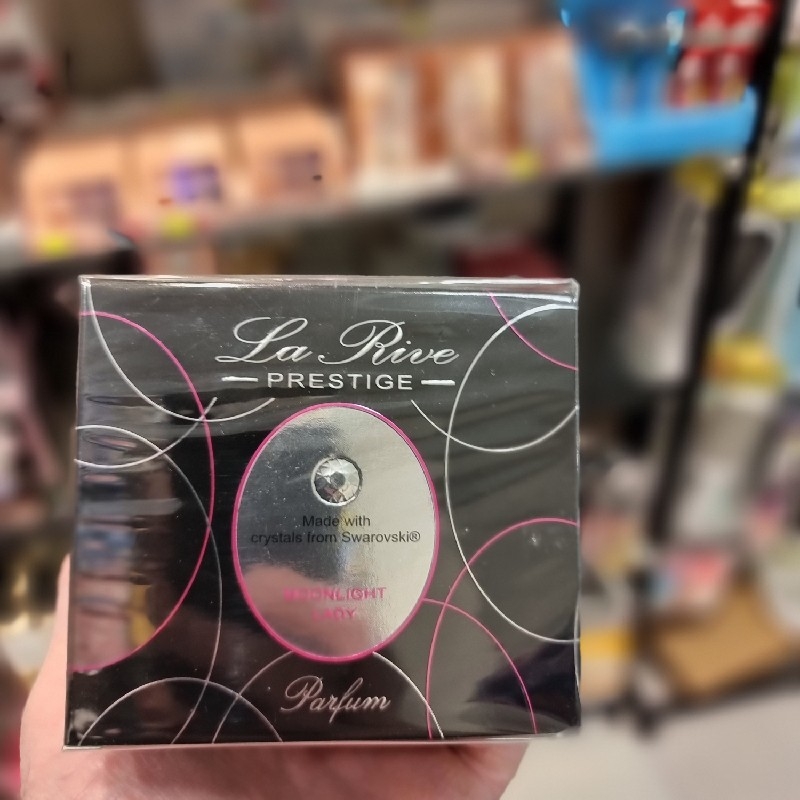 La Rive
PRESTIGE
Made with
crystals from Swarovski®
MOONLIGHT
LADY
Parfum